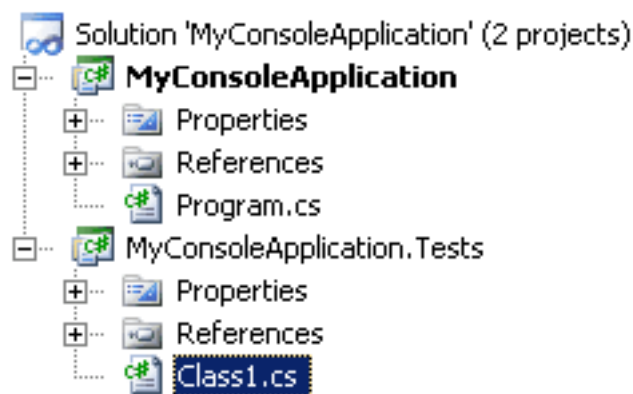 Solution 'MyConsoleApplication' (2 projects)
C# MyConsoleApplication
Properties
References
C# Program.cs
C# MyConsoleApplication.Tests
Properties
References
C# Class1.cs